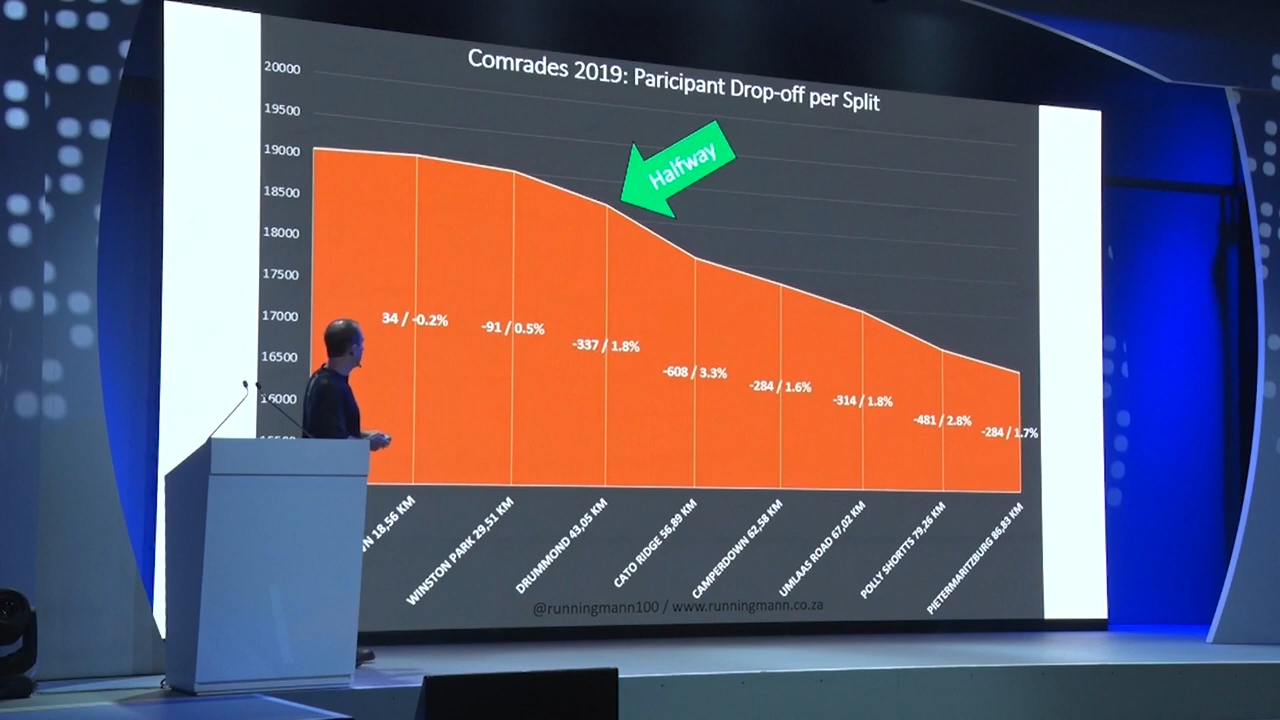 Comrades 2019: Paricipant Drop-off per Split
20000
19500
19000
18500
18000
17500
17000
16500
16000
Halfway
34 / -0.2%
-91 / 0.5%
-337 / 1.8%
-608 / 3.3%
-284 / 1.6%
-314 / 1.8%
-481 / 2.8%
-284 / 1.7%
18,56 KM
WINSTON PARK 29,51 KM
DRUMMOND 43,05 KM
CATO RIDGE 56,89 KM
CAMPERDOWN 62,58 KM
UMLAAS ROAD 67,02 KM
POLLY SHORTTS 79,26 KM
PIETERMARITZBURG 86,83 KM
@runningmann100 / www.runningmann.co.za